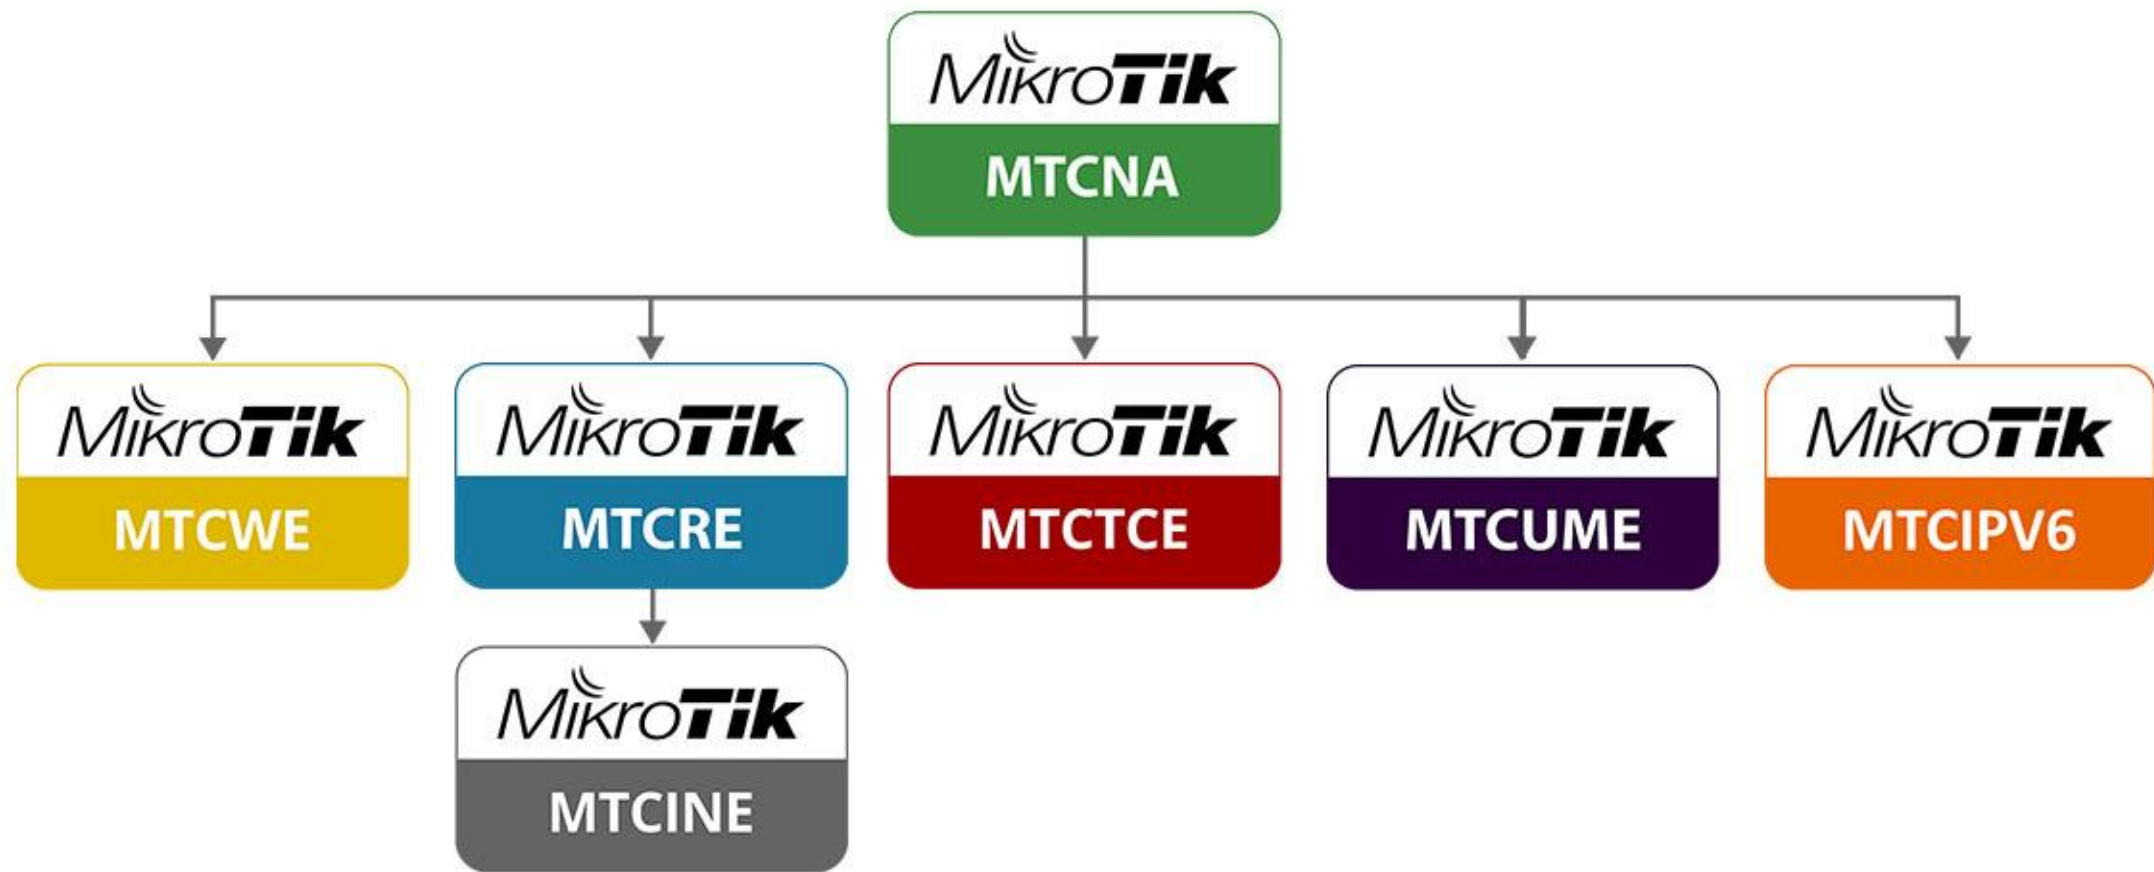 MikroTik
MTCNA
MikroTik
MTCWE
MikroTik
MTCRE
MikroTik
MTCTCE
MikroTik
MTCUME
MikroTik
MTCIPV6
MikroTik
MTCINE